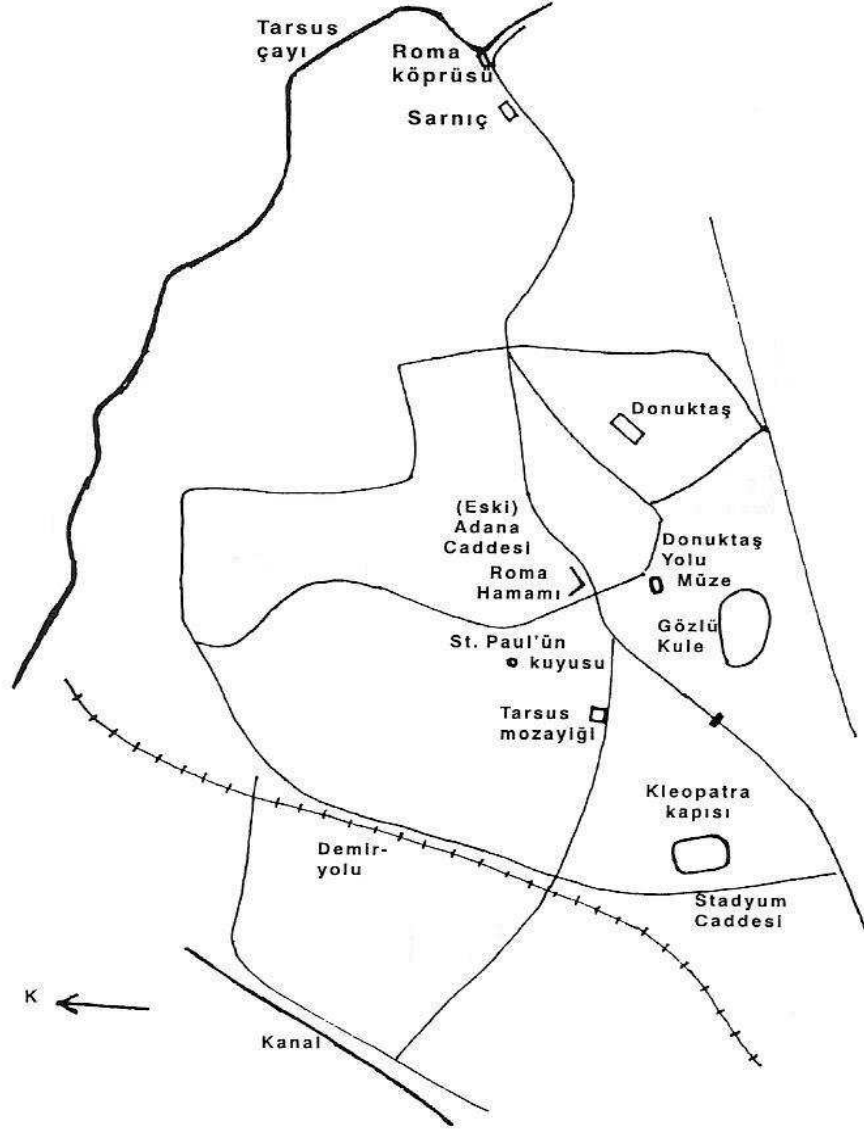 Tarsus
çayı
Roma
köprüsü
Sarnıç
Donuktaş
(Eski)
Adana
Caddesi
Donuktaş
Yolu
Müze
Roma
Hamamı
Gözlü
Kule
St. Paul'ün
kuyusu
Tarsus
mozayiği
Kleopatra
kapısı
Demir-
yolu
Stadyum
Caddesi
K
Kanal